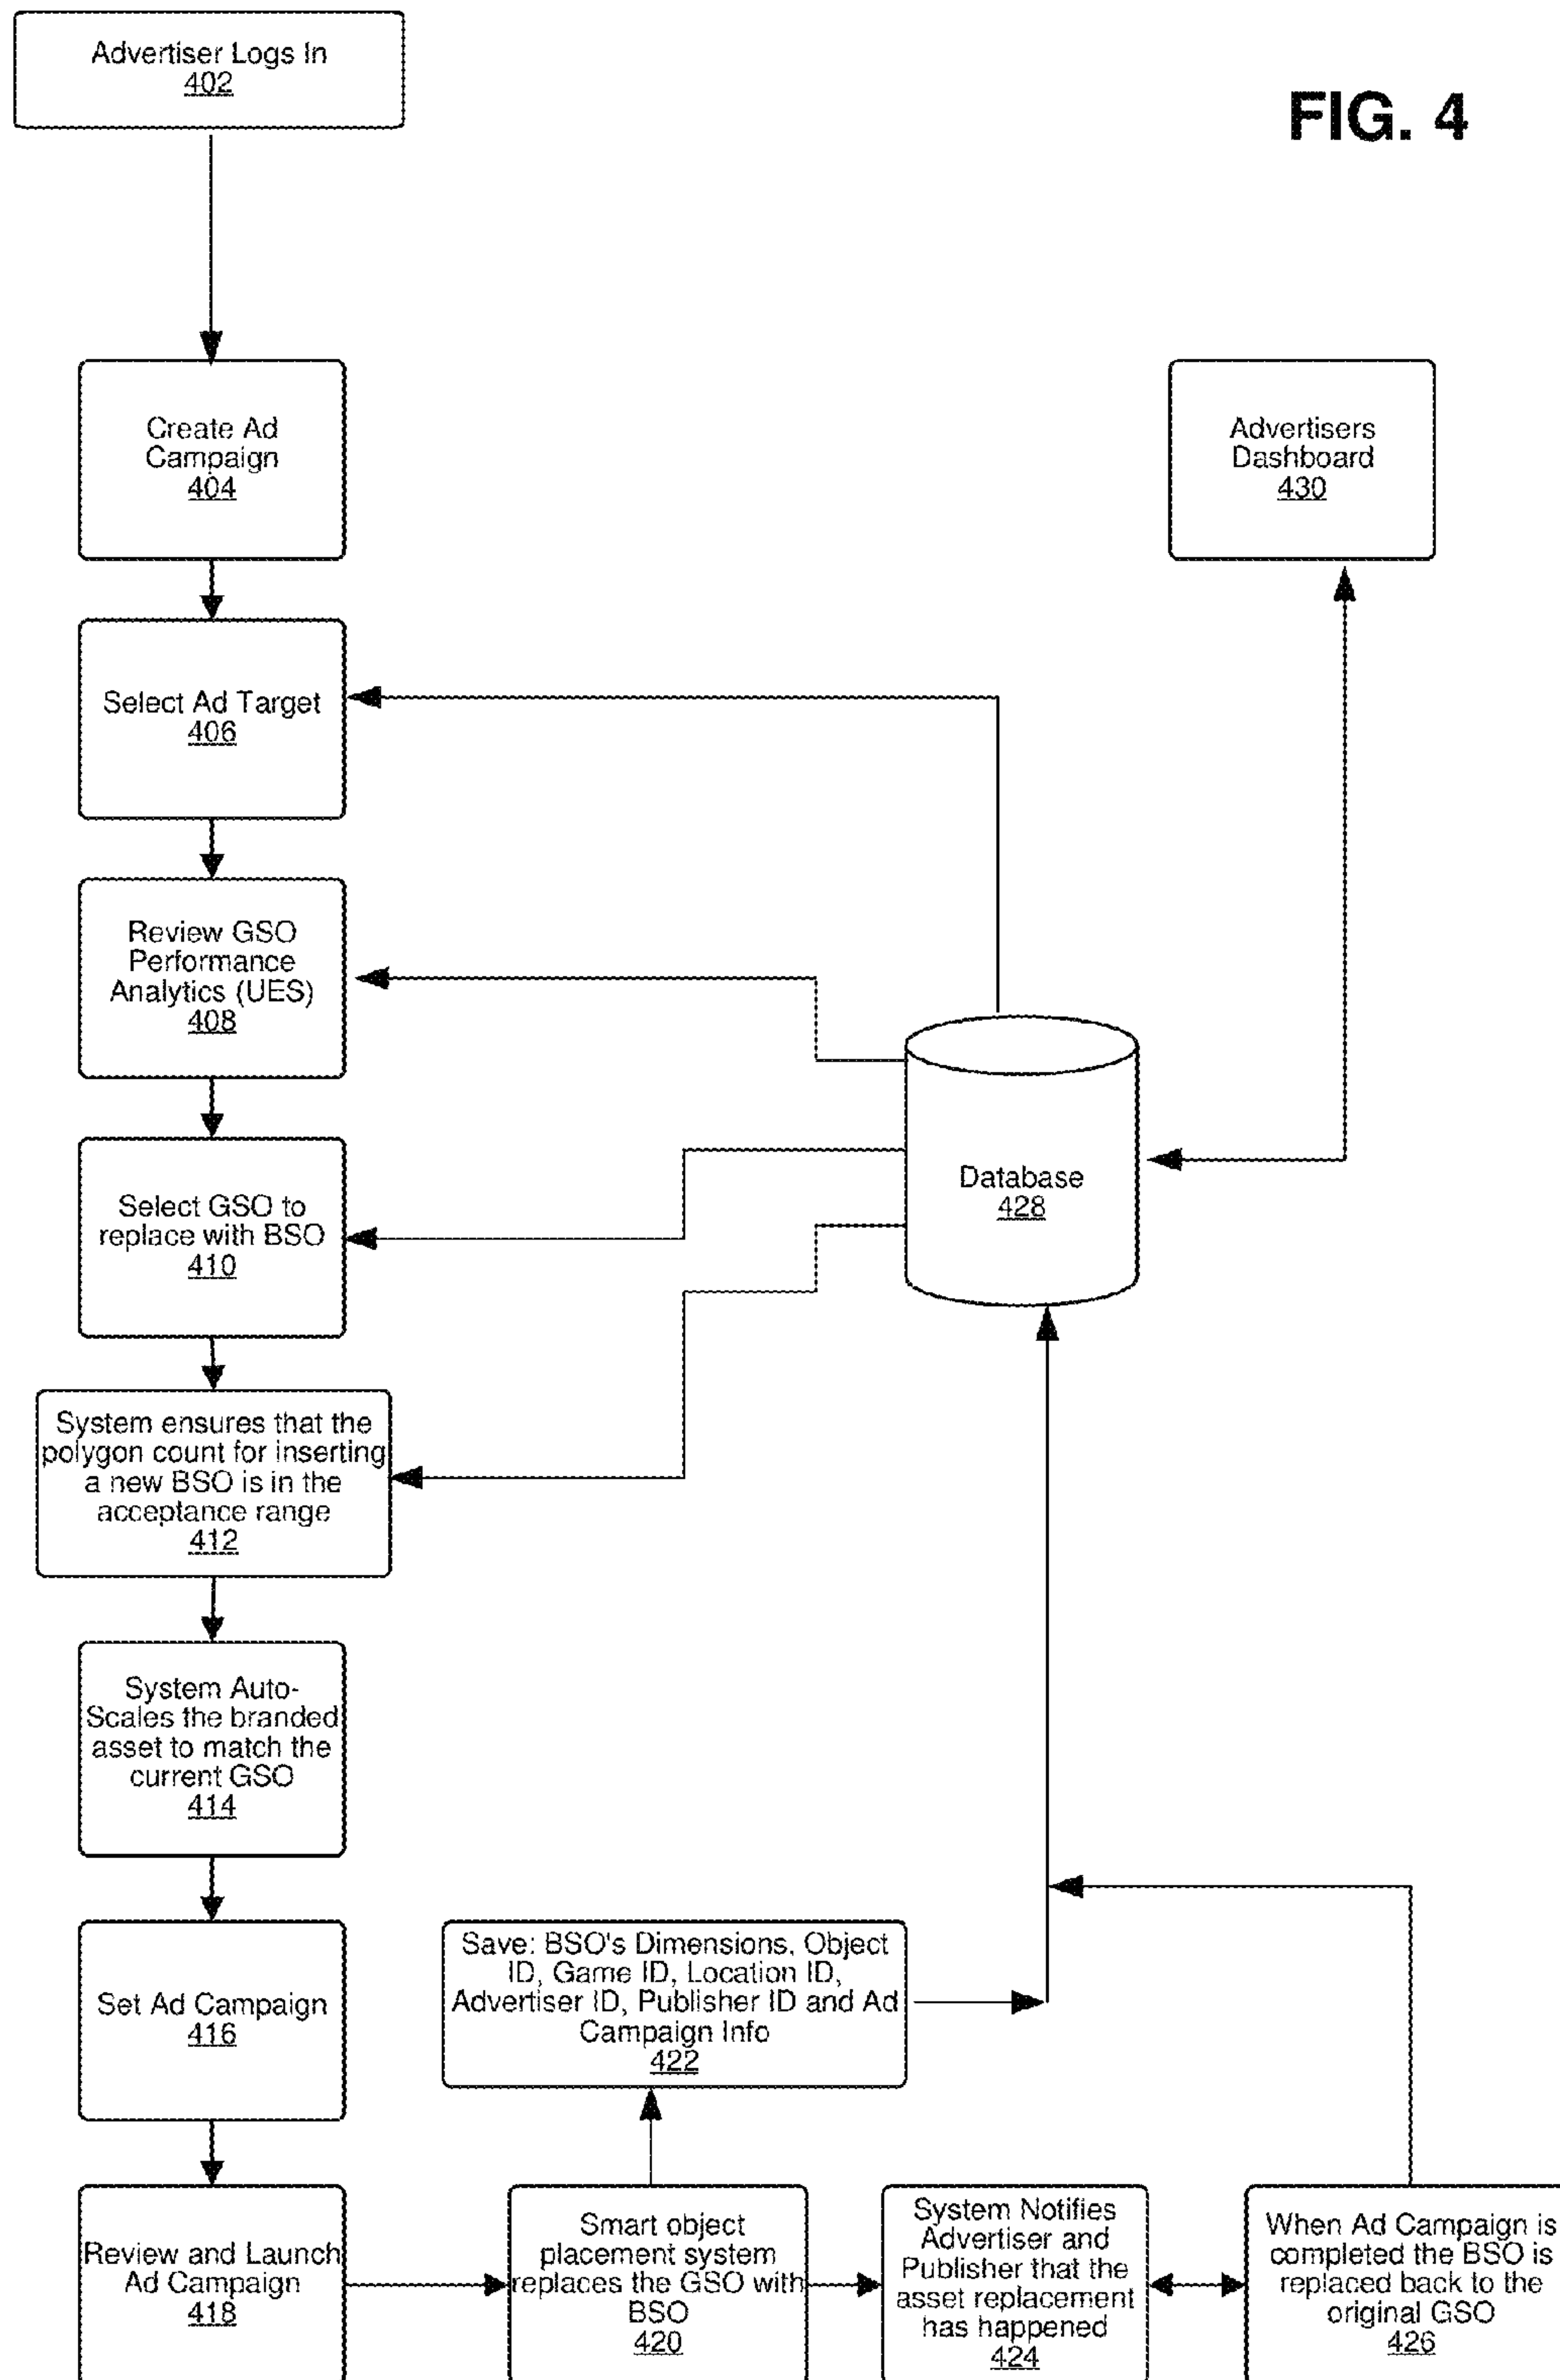 Advertiser Logs In
402
FIG. 4
Create Ad
Campaign
404
Advertisers
Dashboard
430
Select Ad Target
406
Review GSO
Performance
Analytics (UES)
408
Select GSO to
replace with BSO
410
Database
428
System ensures that the
polygon count for inserting
a new BSO is in the
acceptance range
412
System Auto-
Scales the branded
asset to match the
current GSO
414
Set Ad Campaign
416
Save: BSO's Dimensions, Object
ID, Game ID, Location ID,
Advertiser ID, Publisher ID and Ad
Campaign Info
422
Review and Launch
Ad Campaign
418
Smart object
placement system
replaces the GSO with
BSO
420
System Notifies
Advertiser and
Publisher that the
asset replacement
has happened
424
When Ad Campaign is
completed the BSO is
replaced back to the
original GSO
426